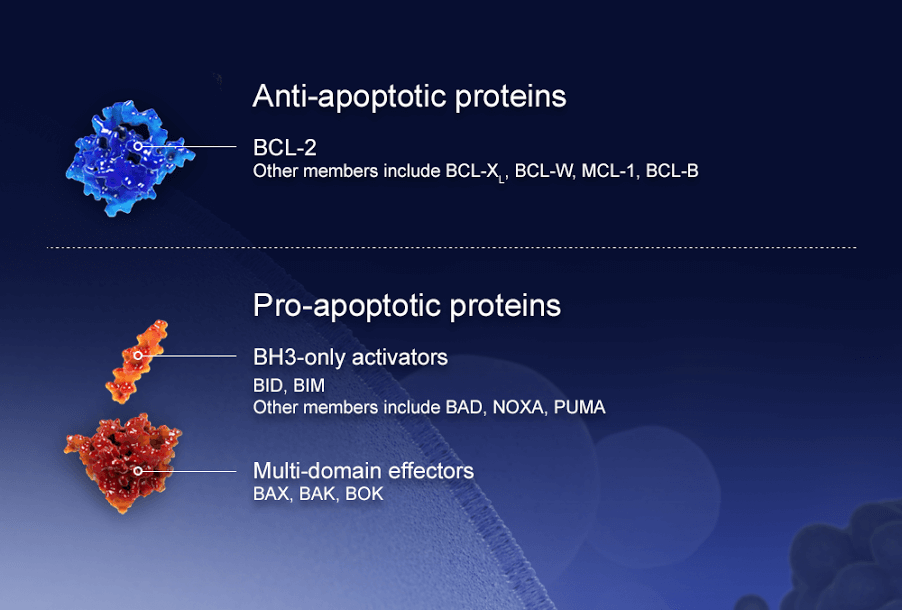 Anti-apoptotic proteins
BCL-2
Other members include BCL-XL, BCL-W, MCL-1, BCL-B
Pro-apoptotic proteins
BH3-only activators
BID, BIM
Other members include BAD, NOXA, PUMA
Multi-domain effectors
BAX, BAK, BOK